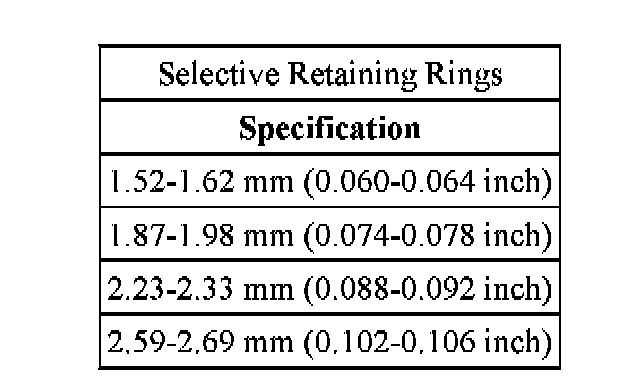 Selective Retaining Rings
Specification
1.52-1.62 mm (0.060-0.064 inch)
1.87-1.98 mm (0.074-0.078 inch)
2.23-2.33 mm (0.088-0.092 inch)
2.59-2.69 mm (0.102-0.106 inch)